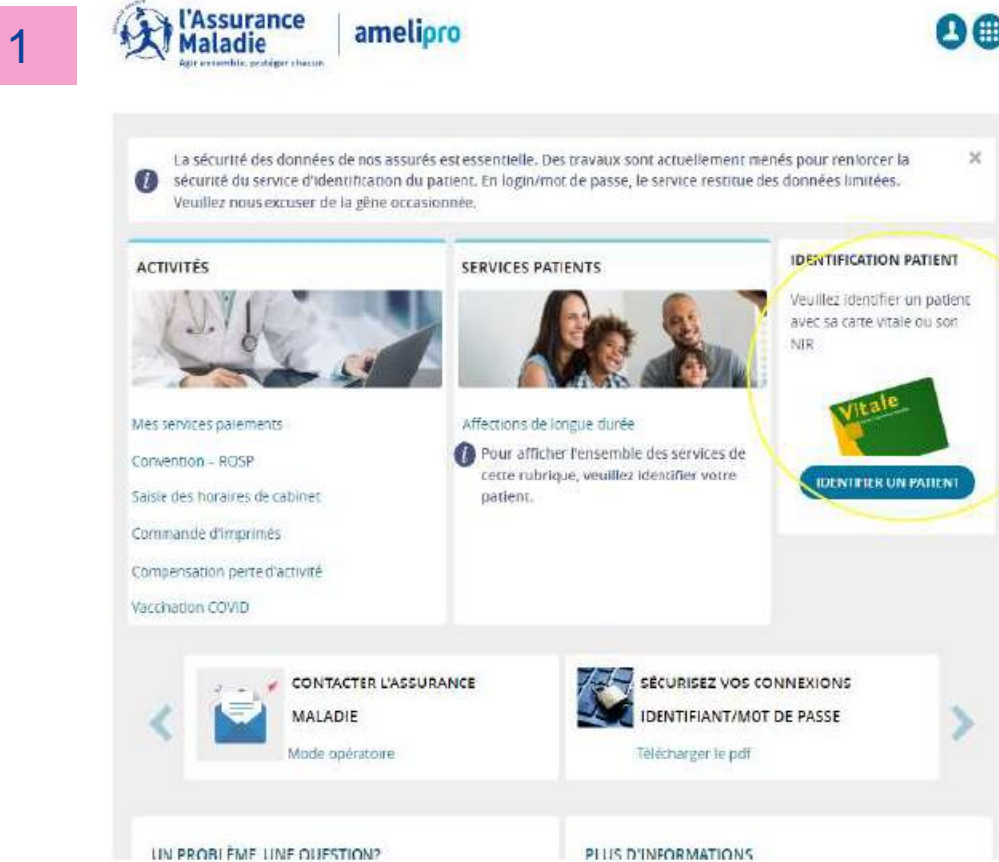 1
l'Assurance
Maladie
Agir ensemble, protéger chacun
amelipro
La sécurité des données de nos assurés est essentielle. Des travaux sont actuellement menés pour renforcer la
sécurité du service d'identification du patient. En login/mot de passe, le service restitue des données limitées.
Veuillez nous excuser de la gêne occasionnée.
ACTIVITÉS
Mes services paiements
Convention – ROSP
Saisie des horaires de cabinet
Commande d'imprimés
Compensation perte d'activité
Vaccination COVID
SERVICES PATIENTS
Affections de longue durée
Pour afficher l'ensemble des services de
cette rubrique, veuillez identifier votre
patient.
IDENTIFICATION PATIENT
Veuillez identifier un patient
avec sa carte vitale ou son
NIR
Vitale
IDENTIFIER UN PATIENT
CONTACTER L'ASSURANCE
MALADIE
Mode opératoire
SÉCURISEZ VOS CONNEXIONS
IDENTIFIANT/MOT DE PASSE
Télécharger le pdf
UN PROBLÈME, UNE QUESTION?
PLUS D'INFORMATIONS